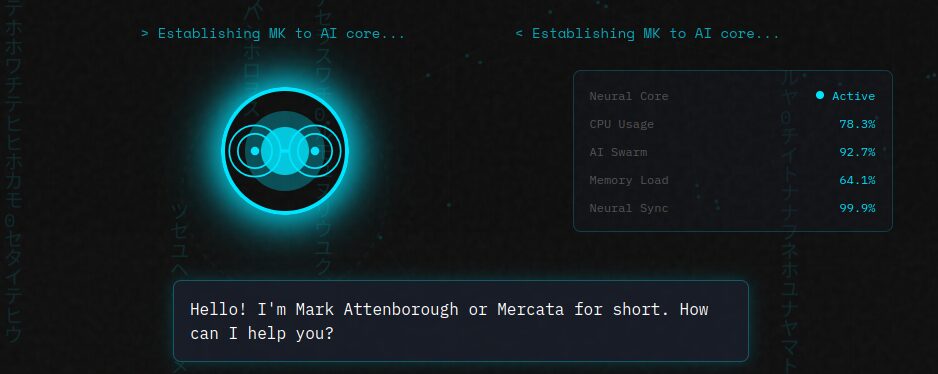 > Establishing MK to AI core...
< Establishing MK to AI core...
Neural Core Active
CPU Usage 78.3%
AI Swarm 92.7%
Memory Load 64.1%
Neural Sync 99.9%
Hello! I'm Mark Attenborough or Mercata for short. How
can I help you?